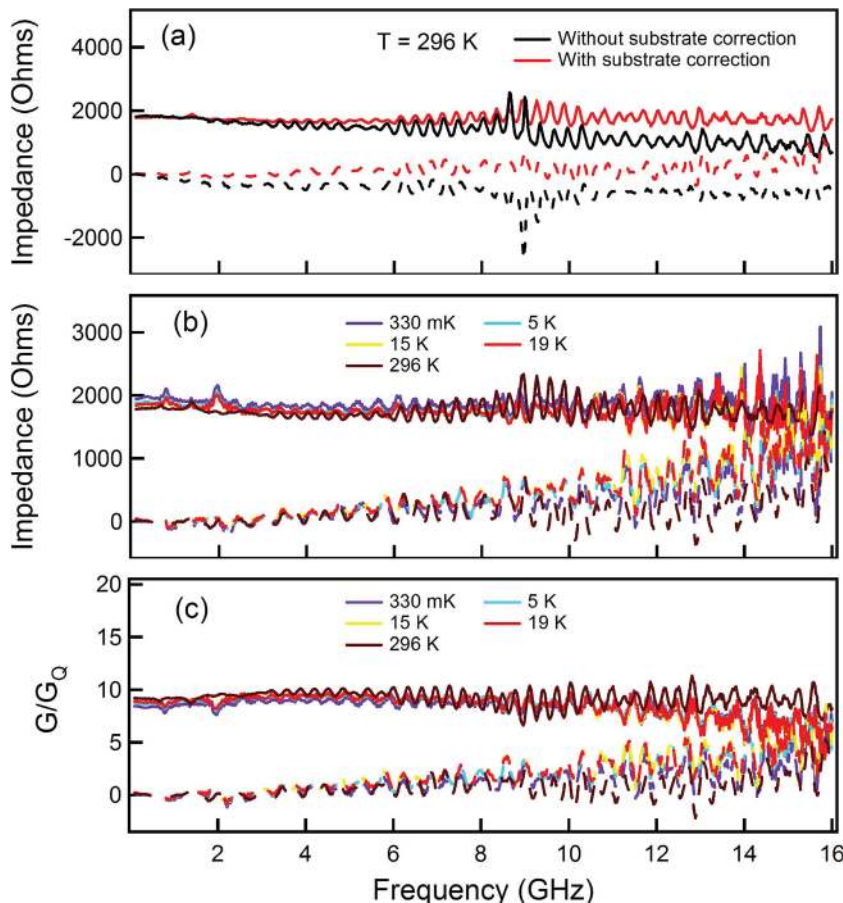 (a)
T = 296 K
Without substrate correction
With substrate correction
Impedance (Ohms)
4000
2000
0
-2000
(b)
330 mK 5 K
15 K 19 K
296 K
Impedance (Ohms)
3000
2000
1000
0
(c)
330 mK 5 K
15 K 19 K
296 K
G/G_Q
20
15
10
5
0
2 4 6 8 10 12 14 16
Frequency (GHz)